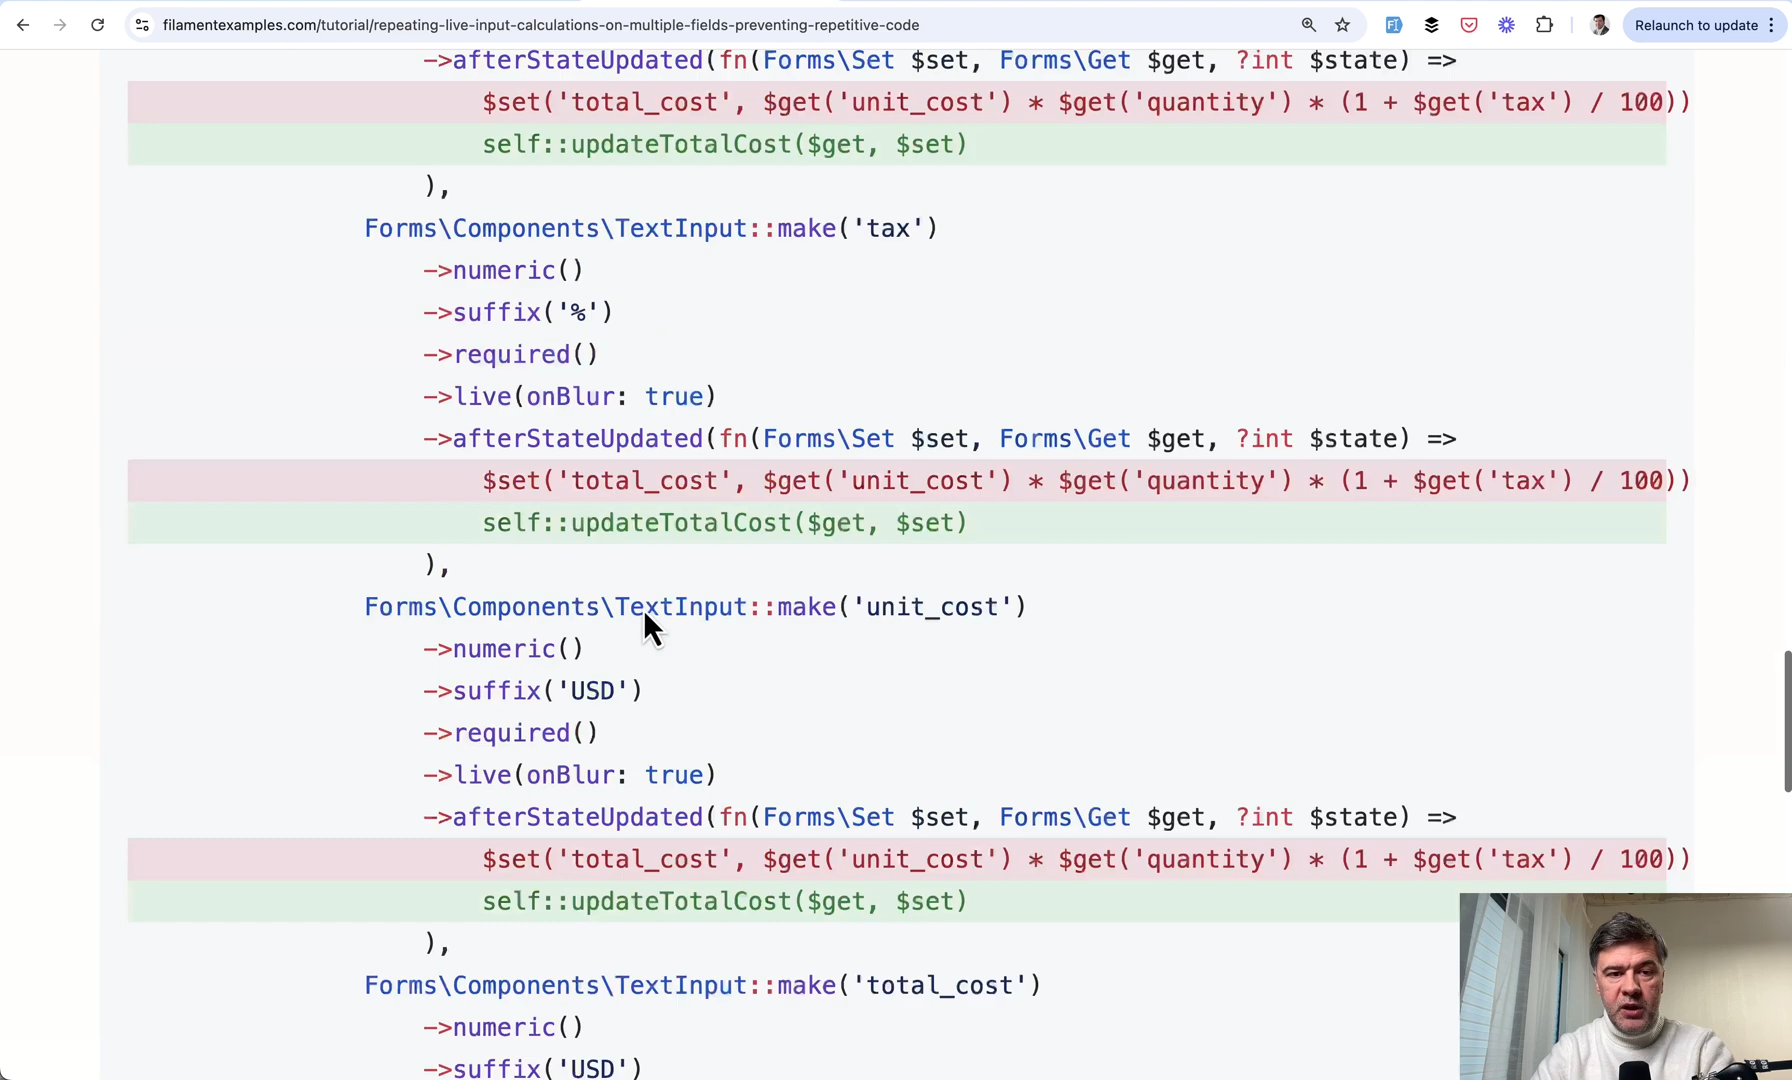 filamentexamples.com/tutorial/repeating-live-input-calculations-on-multiple-fields-preventing-repetitive-code
Relaunch to update
->afterStateUpdated(fn(Forms\Set $set, Forms\Get $get, ?int $state) =>
$set('total_cost', $get('unit_cost') * $get('quantity') * (1 + $get('tax') / 100))
self::updateTotalCost($get, $set)
),
Forms\Components\TextInput::make('tax')
->numeric()
->suffix('%')
->required()
->live(onBlur: true)
->afterStateUpdated(fn(Forms\Set $set, Forms\Get $get, ?int $state) =>
$set('total_cost', $get('unit_cost') * $get('quantity') * (1 + $get('tax') / 100))
self::updateTotalCost($get, $set)
),
Forms\Components\TextInput::make('unit_cost')
->numeric()
->suffix('USD')
->required()
->live(onBlur: true)
->afterStateUpdated(fn(Forms\Set $set, Forms\Get $get, ?int $state) =>
$set('total_cost', $get('unit_cost') * $get('quantity') * (1 + $get('tax') / 100))
self::updateTotalCost($get, $set)
),
Forms\Components\TextInput::make('total_cost')
->numeric()
->suffix('USD')